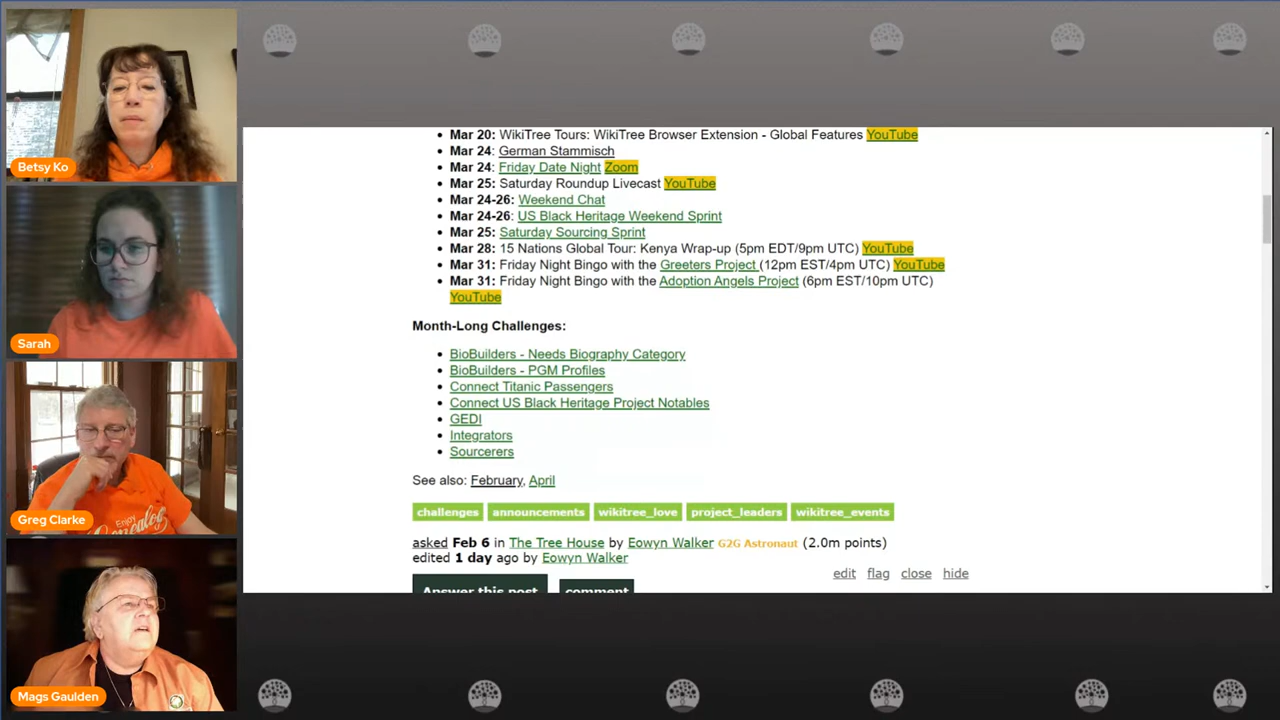 Betsy Ko
Sarah
Greg Clarke
ENJOY
Genealog
Mags Gaulden
Mar 20: WikiTree Tours: WikiTree Browser Extension - Global Features YouTube
Mar 24: German Stammisch
Mar 24: Friday Date Night Zoom
Mar 25: Saturday Roundup Livecast YouTube
Mar 24-26: Weekend Chat
Mar 24-26: US Black Heritage Weekend Sprint
Mar 25: Saturday Sourcing Sprint
Mar 28: 15 Nations Global Tour: Kenya Wrap-up (5pm EDT/9pm UTC) YouTube
Mar 31: Friday Night Bingo with the Greeters Project (12pm EST/4pm UTC) YouTube
Mar 31: Friday Night Bingo with the Adoption Angels Project (6pm EST/10pm UTC)
YouTube
Month-Long Challenges:
BioBuilders - Needs Biography Category
BioBuilders - PGM Profiles
Connect Titanic Passengers
Connect US Black Heritage Project Notables
GEDI
Integrators
Sourcerers
See also: February, April
challenges announcements wikitree_love project_leaders wikitree_events
asked Feb 6 in The Tree House by Eowyn Walker G2G Astronaut (2.0m points)
edited 1 day ago by Eowyn Walker
edit flag close hide
Answer this post comment